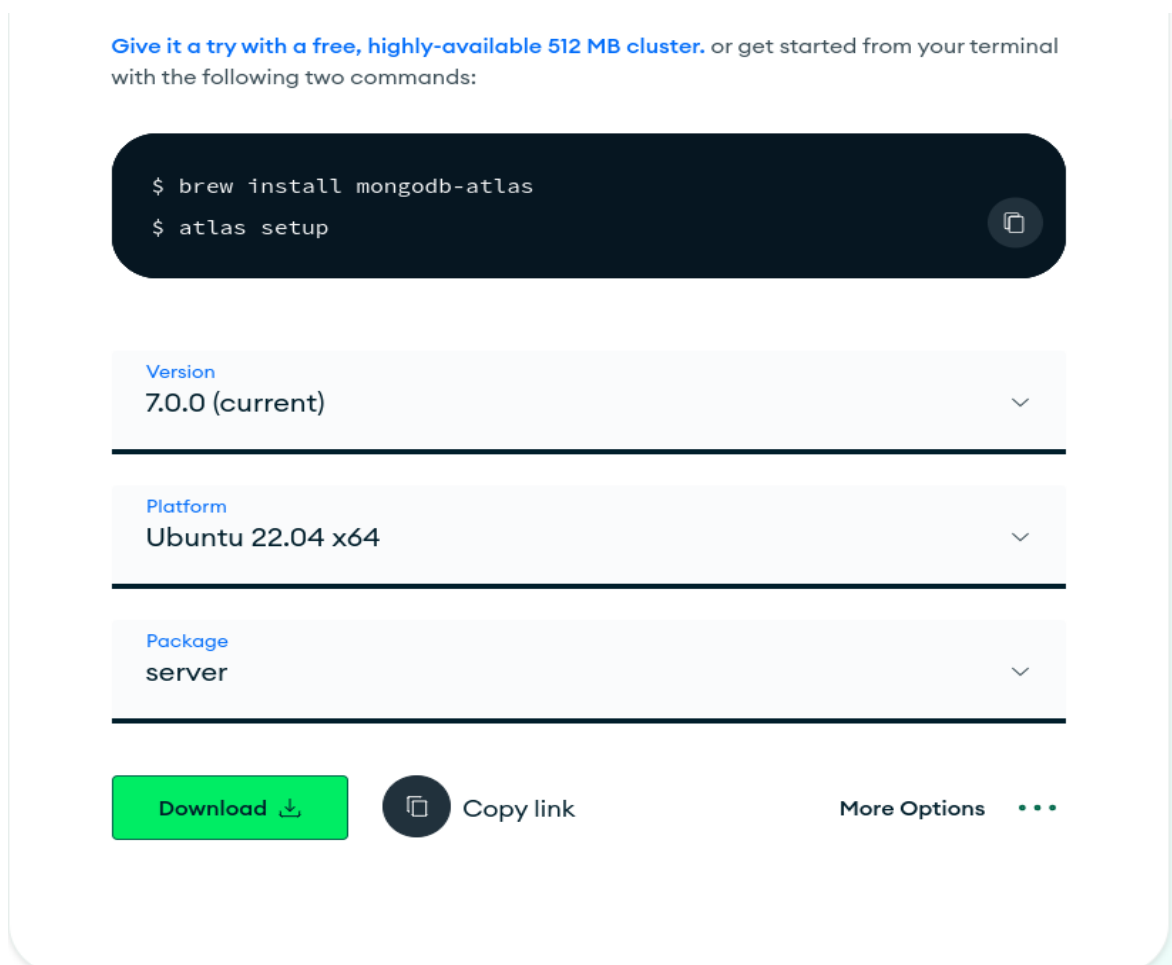 Give it a try with a free, highly-available 512 MB cluster. or get started from your terminal
with the following two commands:
$ brew install mongodb-atlas
$ atlas setup
Version
7.0.0 (current)
Platform
Ubuntu 22.04 x64
Package
server
Download
Copy link
More Options